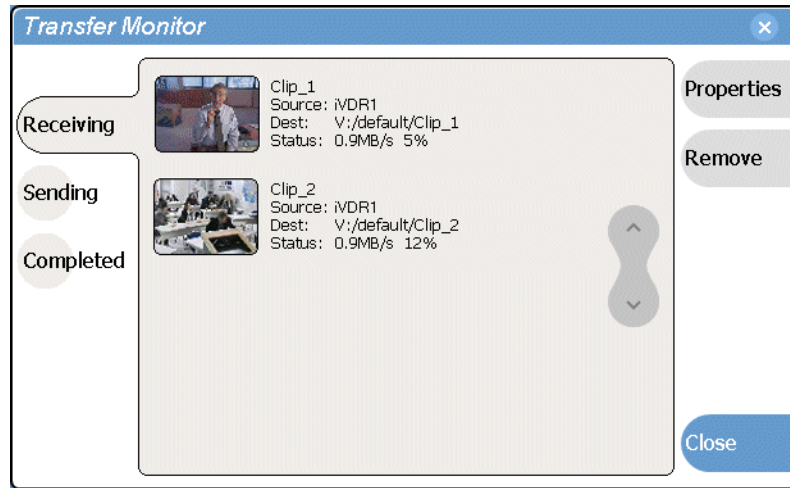 Transfer Monitor
Receiving
Sending
Completed
Clip_1
Source: iVDR1
Dest: V:/default/Clip_1
Status: 0.9MB/s 5%
Clip_2
Source: iVDR1
Dest: V:/default/Clip_2
Status: 0.9MB/s 12%
Properties
Remove
Close